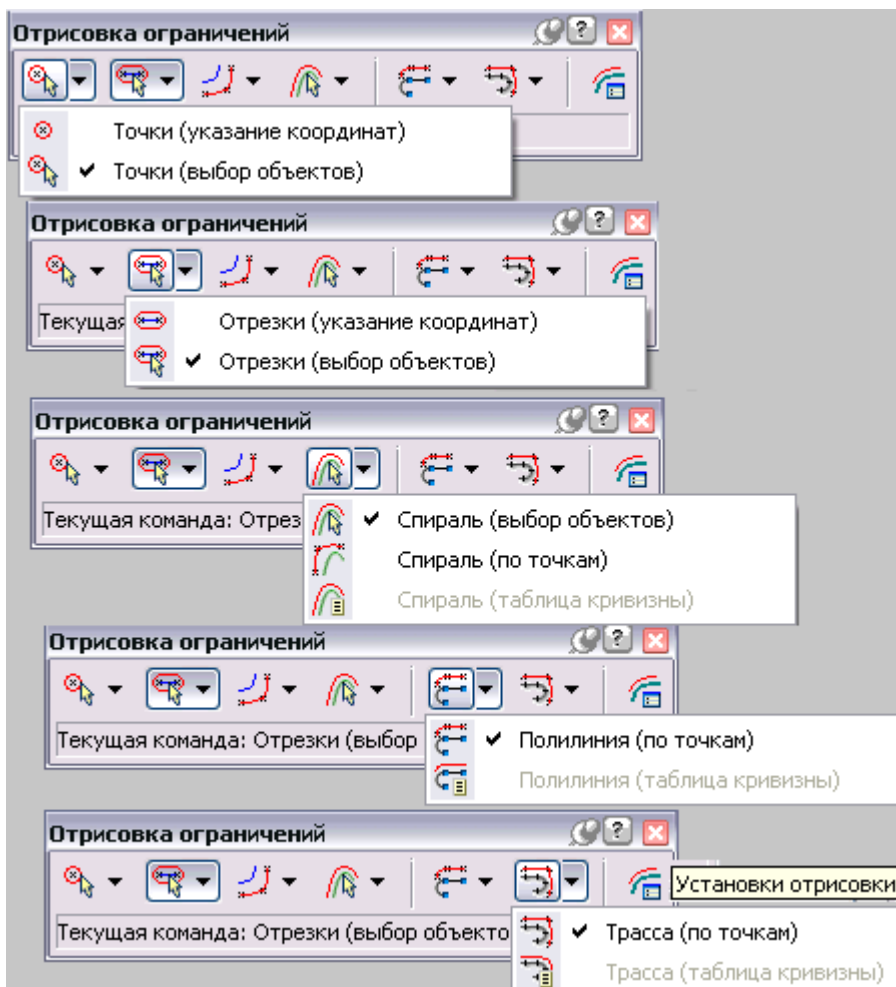 Отрисовка ограничений
Точки (указание координат)
Точки (выбор объектов)
Отрисовка ограничений
Текущая
Отрезки (указание координат)
Отрезки (выбор объектов)
Отрисовка ограничений
Текущая команда: Отрез
Спираль (выбор объектов)
Спираль (по точкам)
Спираль (таблица кривизны)
Отрисовка ограничений
Текущая команда: Отрезки (выбор
Полилиния (по точкам)
Полилиния (таблица кривизны)
Отрисовка ограничений
Установки отрисовки
Текущая команда: Отрезки (выбор объекто
Трасса (по точкам)
Трасса (таблица кривизны)